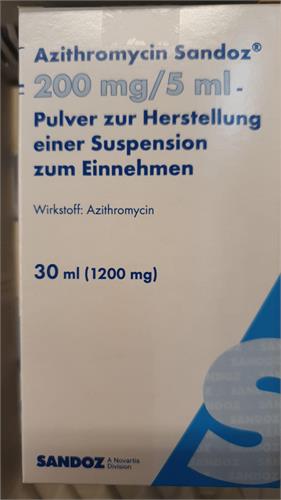 Azithromycin Sandoz®
200 mg/5 ml -
Pulver zur Herstellung
einer Suspension
zum Einnehmen
Wirkstoff: Azithromycin
30 ml (1200 mg)
SANDOZ
SANDOZ A Novartis
Division